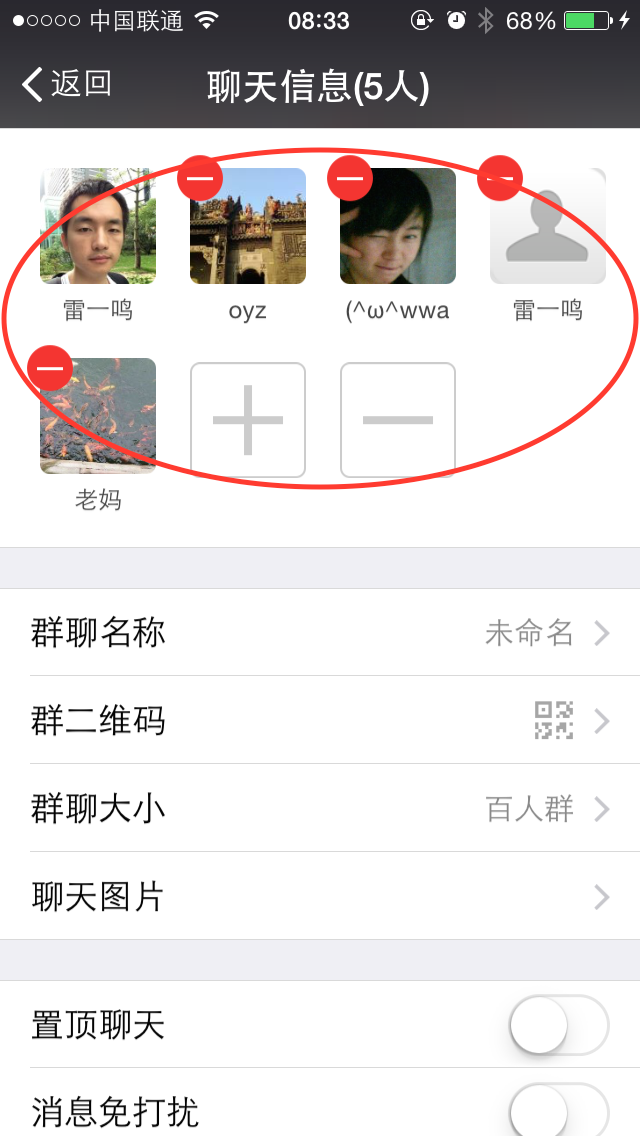 中国联通 08:33 68%
返回 聊天信息(5人)
雷一鸣 oyz (^ω^wwa 雷一鸣
老妈
群聊名称 未命名
群二维码
群聊大小 百人群
聊天图片
置顶聊天
消息免打扰